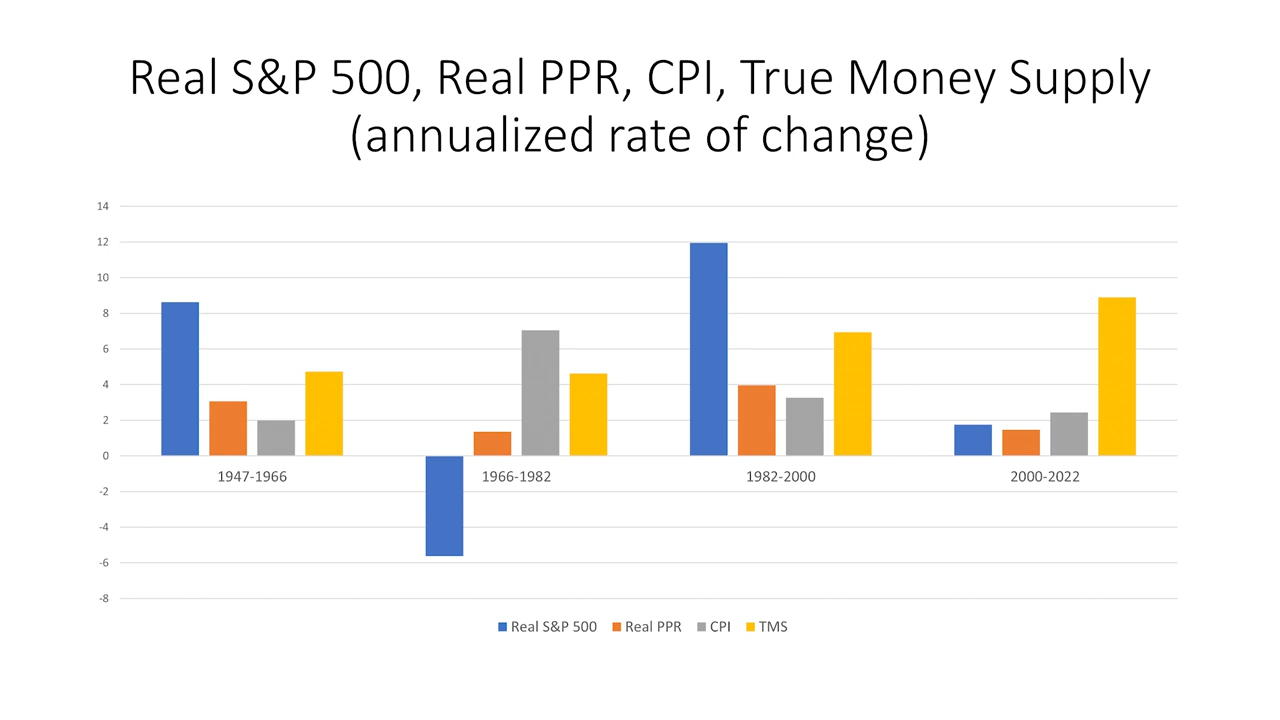 Real S&P 500, Real PPR, CPI, True Money Supply
(annualized rate of change)
14
12
10
8
6
4
2
0
-2
-4
-6
-8
1947-1966
1966-1982
1982-2000
2000-2022
Real S&P 500
Real PPR
CPI
TMS